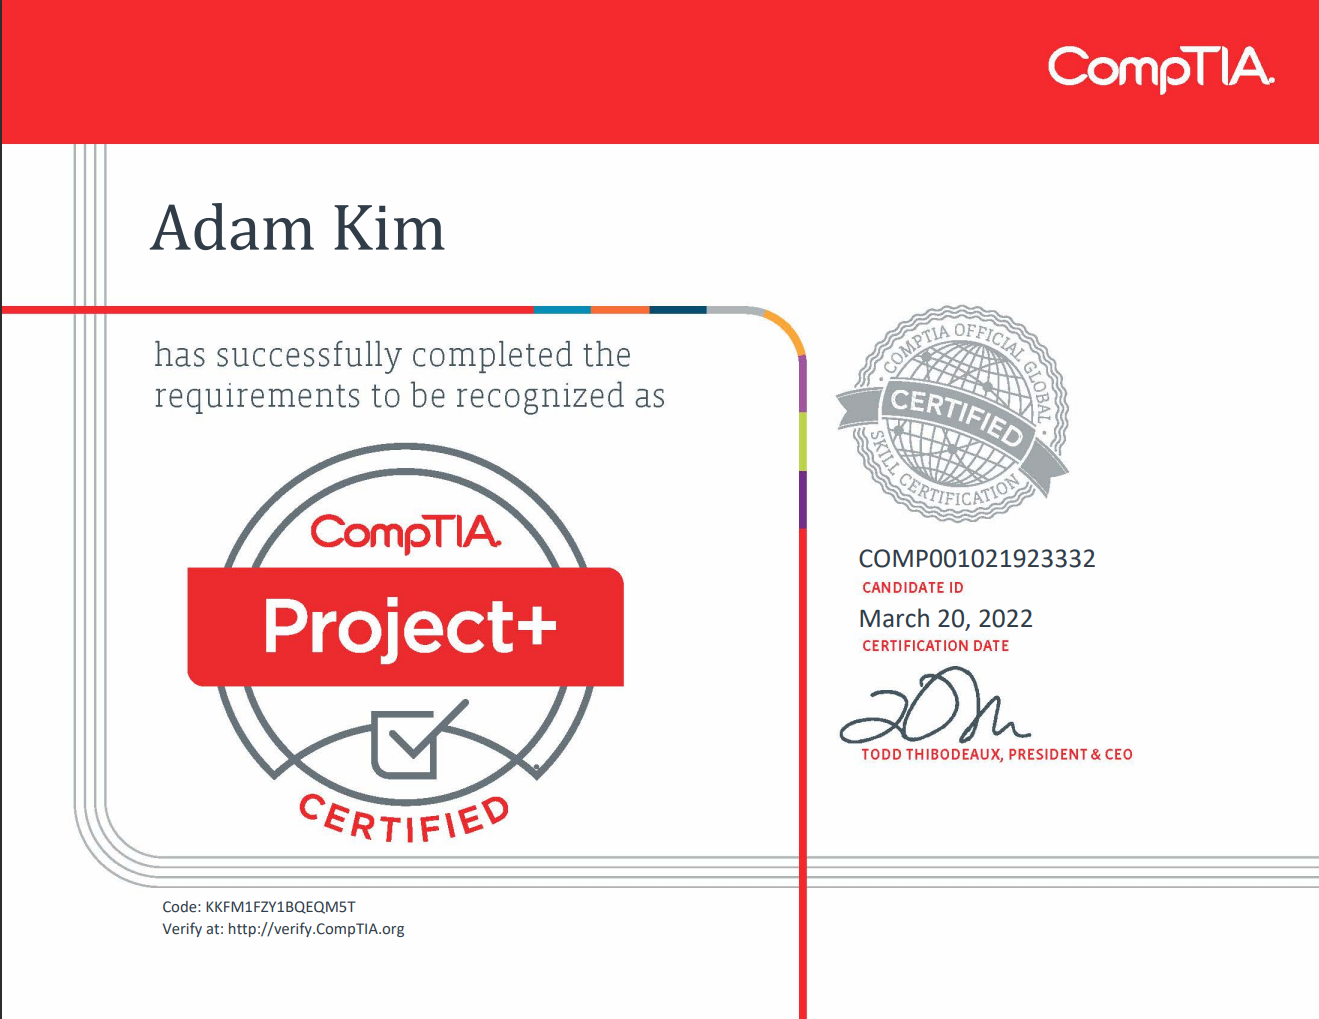 CompTIA.
Adam Kim
has successfully completed the
requirements to be recognized as
CompTIA.
Project+
CERTIFIED
COMPTIA OFFICIAL GLOBAL
CERTIFIED
SKILL CERTIFICATION
COMP001021923332
CANDIDATE ID
March 20, 2022
CERTIFICATION DATE
TODD THIBODEAUX, PRESIDENT & CEO
Code: KKFM1FZY1BQEQM5T
Verify at: http://verify.CompTIA.org